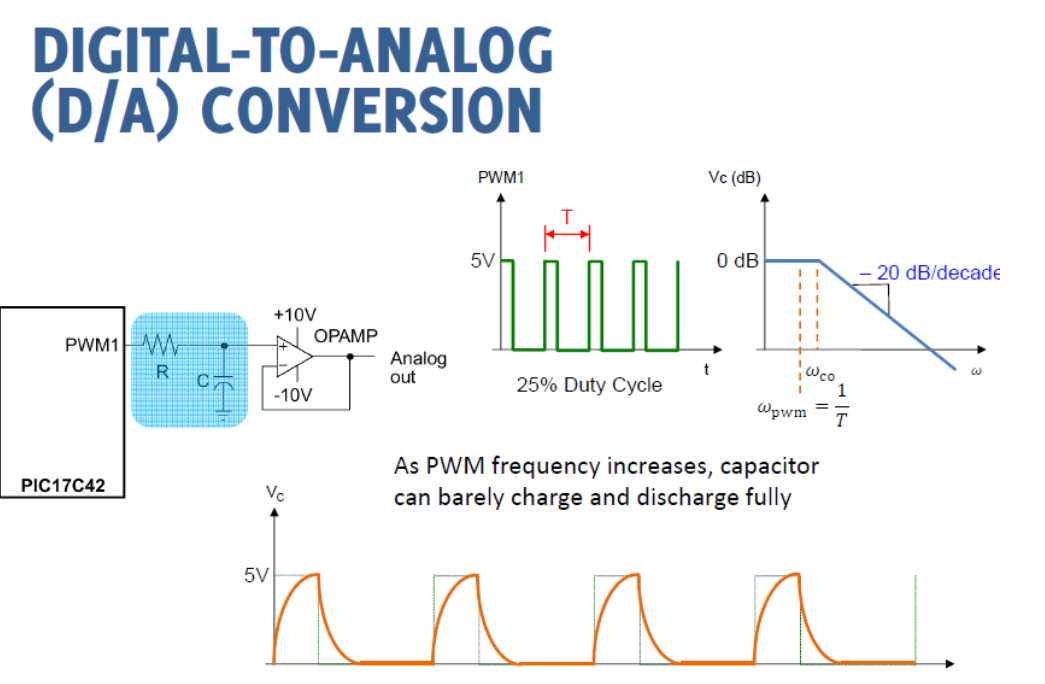 DIGITAL-TO-ANALOG
(D/A) CONVERSION
PWM1
T
5V
t
25% Duty Cycle
Vc (dB)
0 dB
– 20 dB/decade
ωco
ω
ωpwm = 1/T
PWM1
R
C
+10V
OPAMP
+
−
-10V
Analog
out
PIC17C42
As PWM frequency increases, capacitor
can barely charge and discharge fully
VC
5V